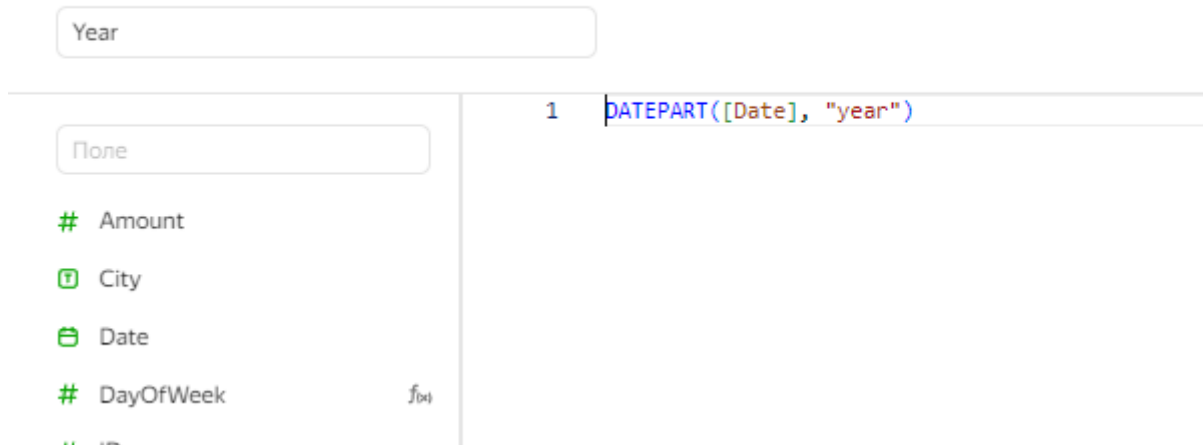 Year
1 DATEPART([Date], "year")
Поле
# Amount
City
Date
# DayOfWeek f(x)